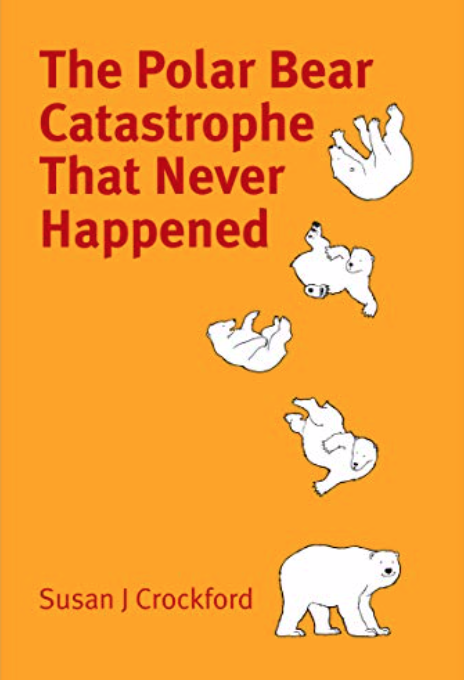 The Polar Bear
Catastrophe
That Never
Happened
Susan J Crockford